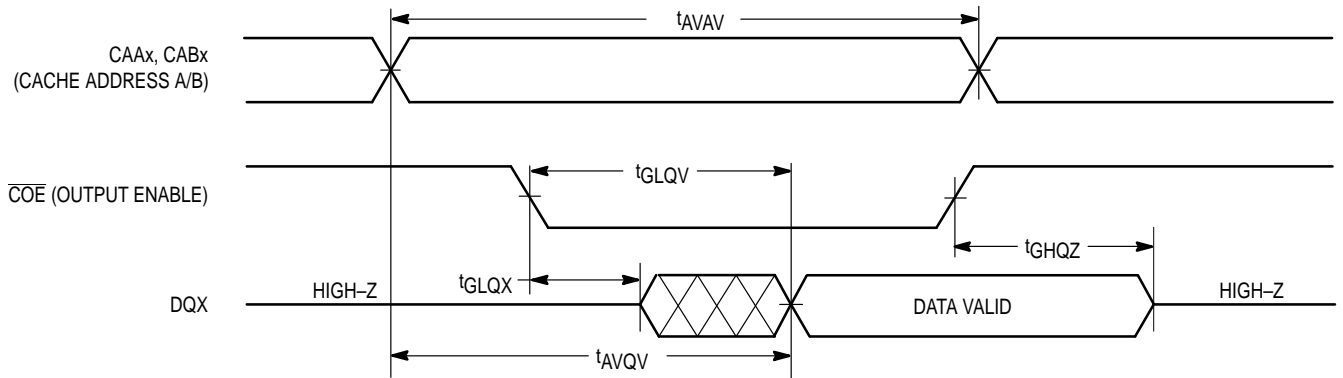 tAVAV
CAAx, CABx
(CACHE ADDRESS A/B)
tGLQV
COE (OUTPUT ENABLE)
tGHQZ
tGLQX
HIGH–Z
HIGH–Z
DQX
DATA VALID
tAVQV